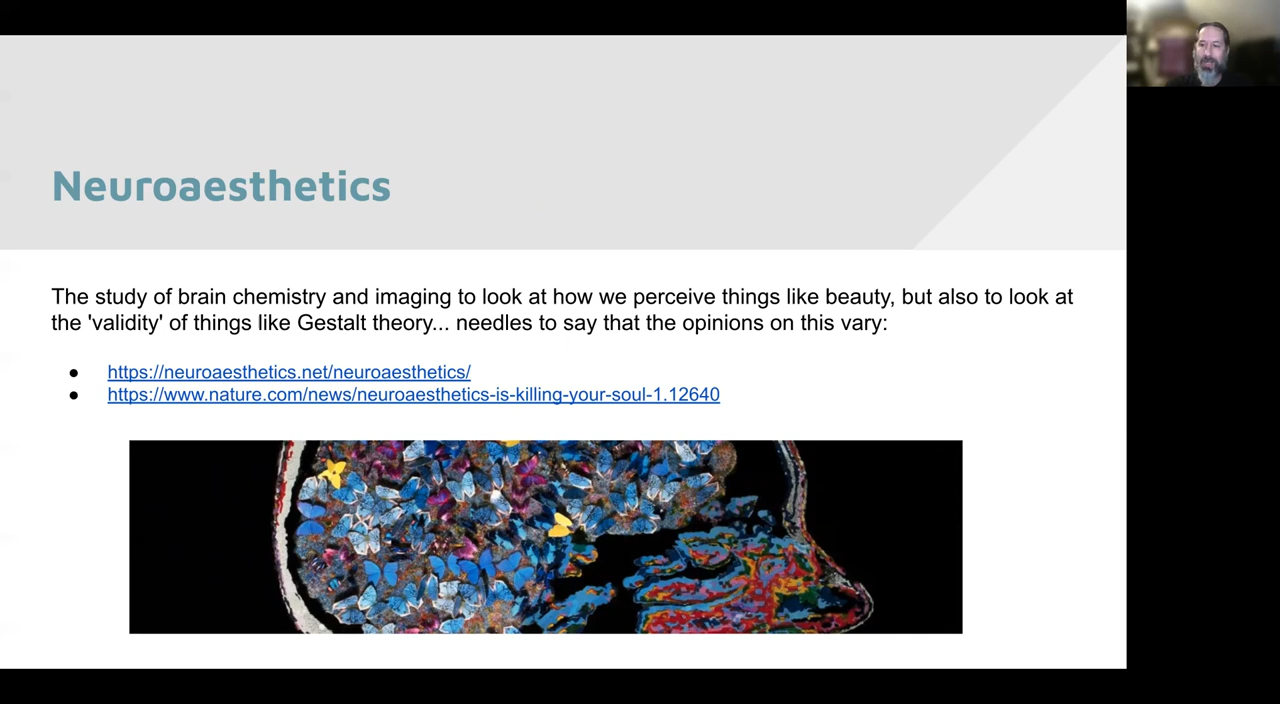 Neuroaesthetics
The study of brain chemistry and imaging to look at how we perceive things like beauty, but also to look at
the 'validity' of things like Gestalt theory... needles to say that the opinions on this vary:
● https://neuroaesthetics.net/neuroaesthetics/
● https://www.nature.com/news/neuroaesthetics-is-killing-your-soul-1.12640